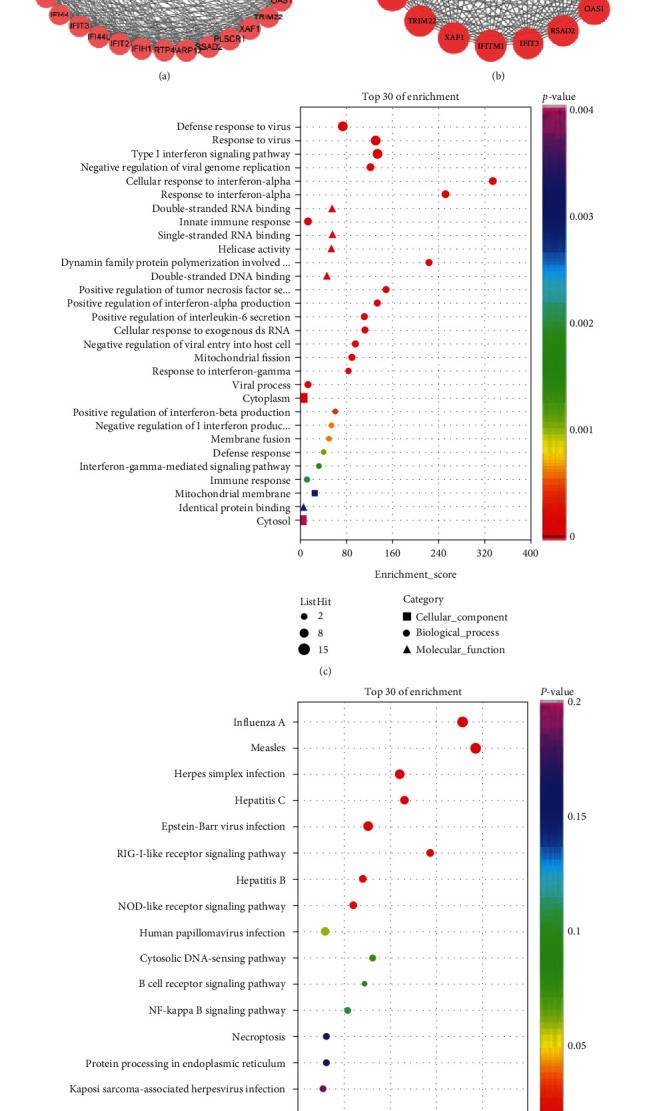 OAS1
TRIM22
XAF1
PLSCR1
RSAD2
RTP4
IFIH1
IFIT2
IFI44L
IFIT3
IFI44
(a)
TRIM22
XAF1
IFITM1
IFIT3
RSAD2
OAS1
(b)
Top 30 of enrichment
p-value
Defense response to virus
Response to virus
Type I interferon signaling pathway
Negative regulation of viral genome replication
Cellular response to interferon-alpha
Response to interferon-alpha
Double-stranded RNA binding
Innate immune response
Single-stranded RNA binding
Helicase activity
Dynamin family protein polymerization involved ...
Double-stranded DNA binding
Positive regulation of tumor necrosis factor se...
Positive regulation of interferon-alpha production
Positive regulation of interleukin-6 secretion
Cellular response to exogenous ds RNA
Negative regulation of viral entry into host cell
Mitochondrial fission
Response to interferon-gamma
Viral process
Cytoplasm
Positive regulation of interferon-beta production
Negative regulation of I interferon produc...
Membrane fusion
Defense response
Interferon-gamma-mediated signaling pathway
Immune response
Mitochondrial membrane
Identical protein binding
Cytosol
0 80 160 240 320 400
Enrichment_score
0.004
0.003
0.002
0.001
0
ListHit
2
8
15
Category
Cellular_component
Biological_process
Molecular_function
(c)
Top 30 of enrichment
P-value
Influenza A
Measles
Herpes simplex infection
Hepatitis C
Epstein-Barr virus infection
RIG-I-like receptor signaling pathway
Hepatitis B
NOD-like receptor signaling pathway
Human papillomavirus infection
Cytosolic DNA-sensing pathway
B cell receptor signaling pathway
NF-kappa B signaling pathway
Necroptosis
Protein processing in endoplasmic reticulum
Kaposi sarcoma-associated herpesvirus infection
0.2
0.15
0.1
0.05